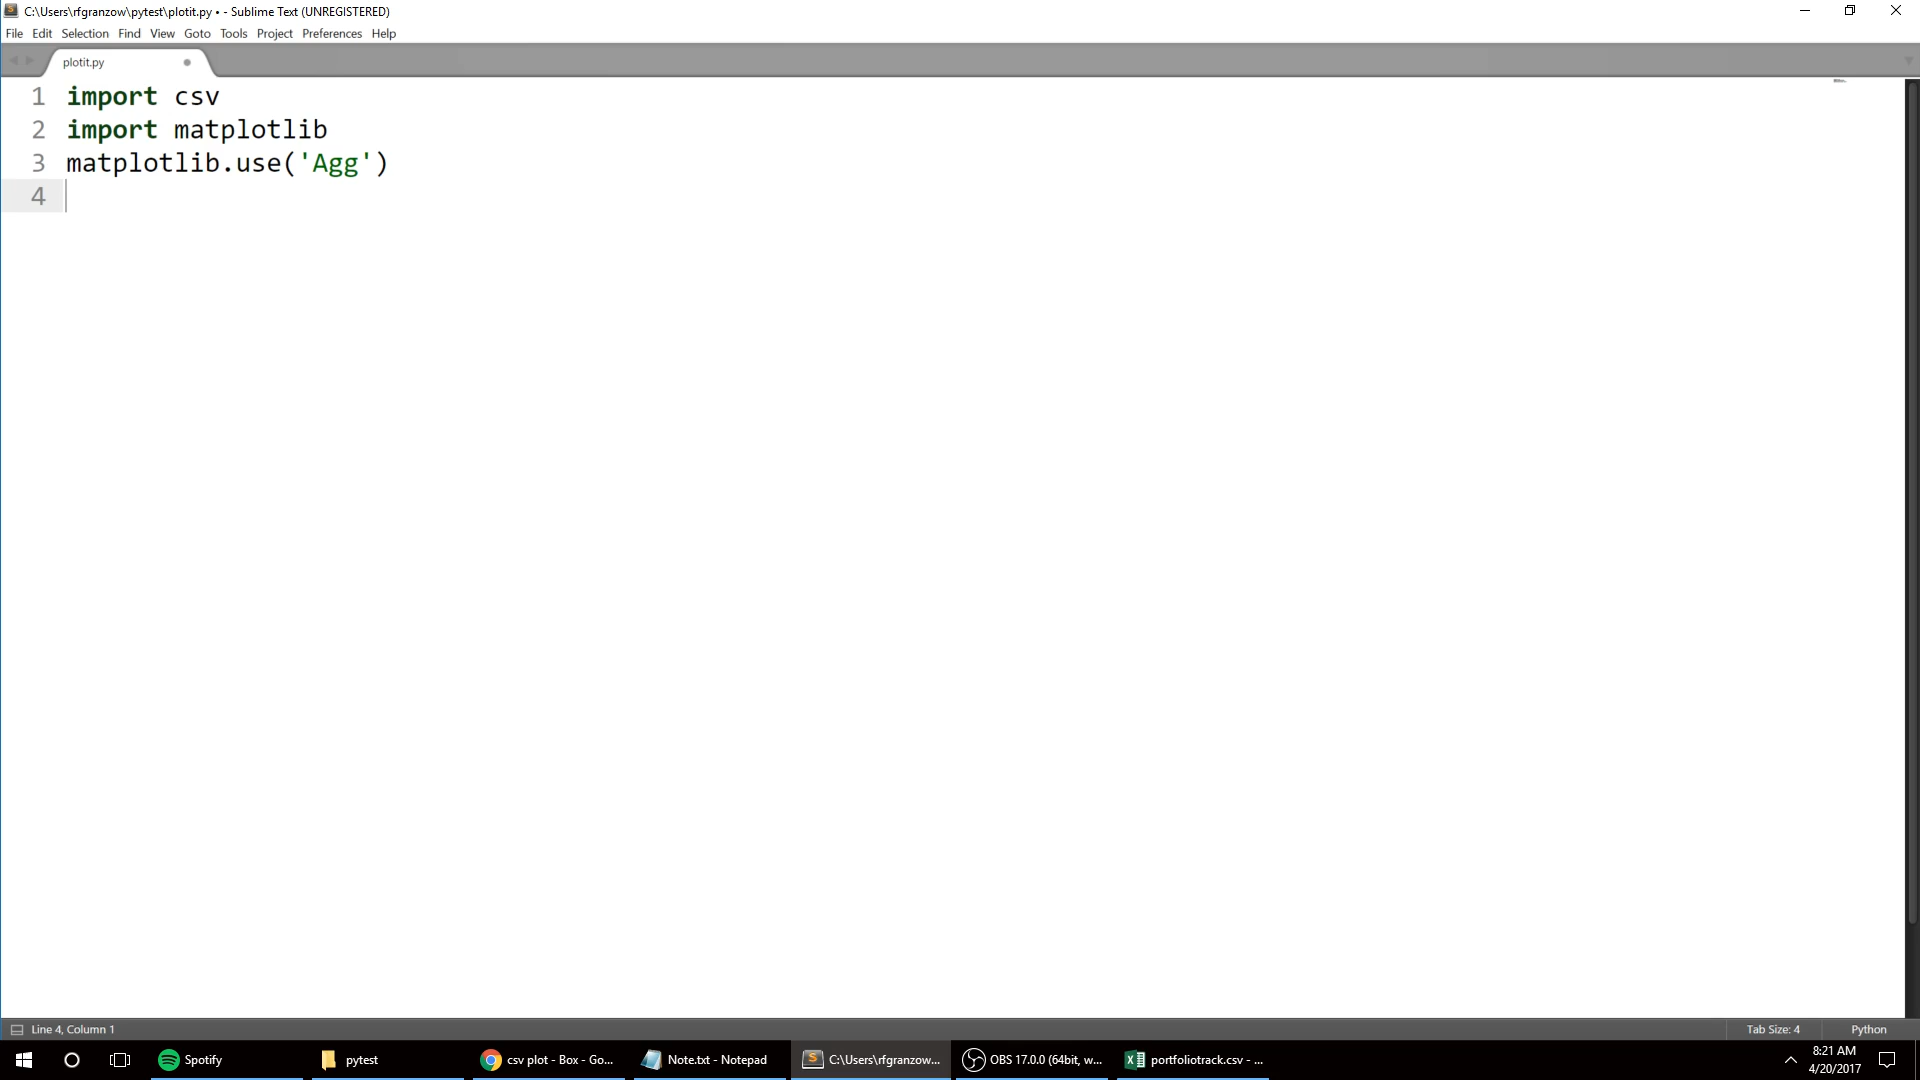 C:\Users\rfgranzow\pytest\plotit.py • - Sublime Text (UNREGISTERED)
File Edit Selection Find View Goto Tools Project Preferences Help
plotit.py
1 import csv
2 import matplotlib
3 matplotlib.use('Agg')
4
Line 4, Column 1
Tab Size: 4
Python
Spotify
pytest
csv plot - Box - Go...
Note.txt - Notepad
C:\Users\rfgranzow...
OBS 17.0.0 (64bit, w...
portfoliotrack.csv - ...
8:21 AM
4/20/2017